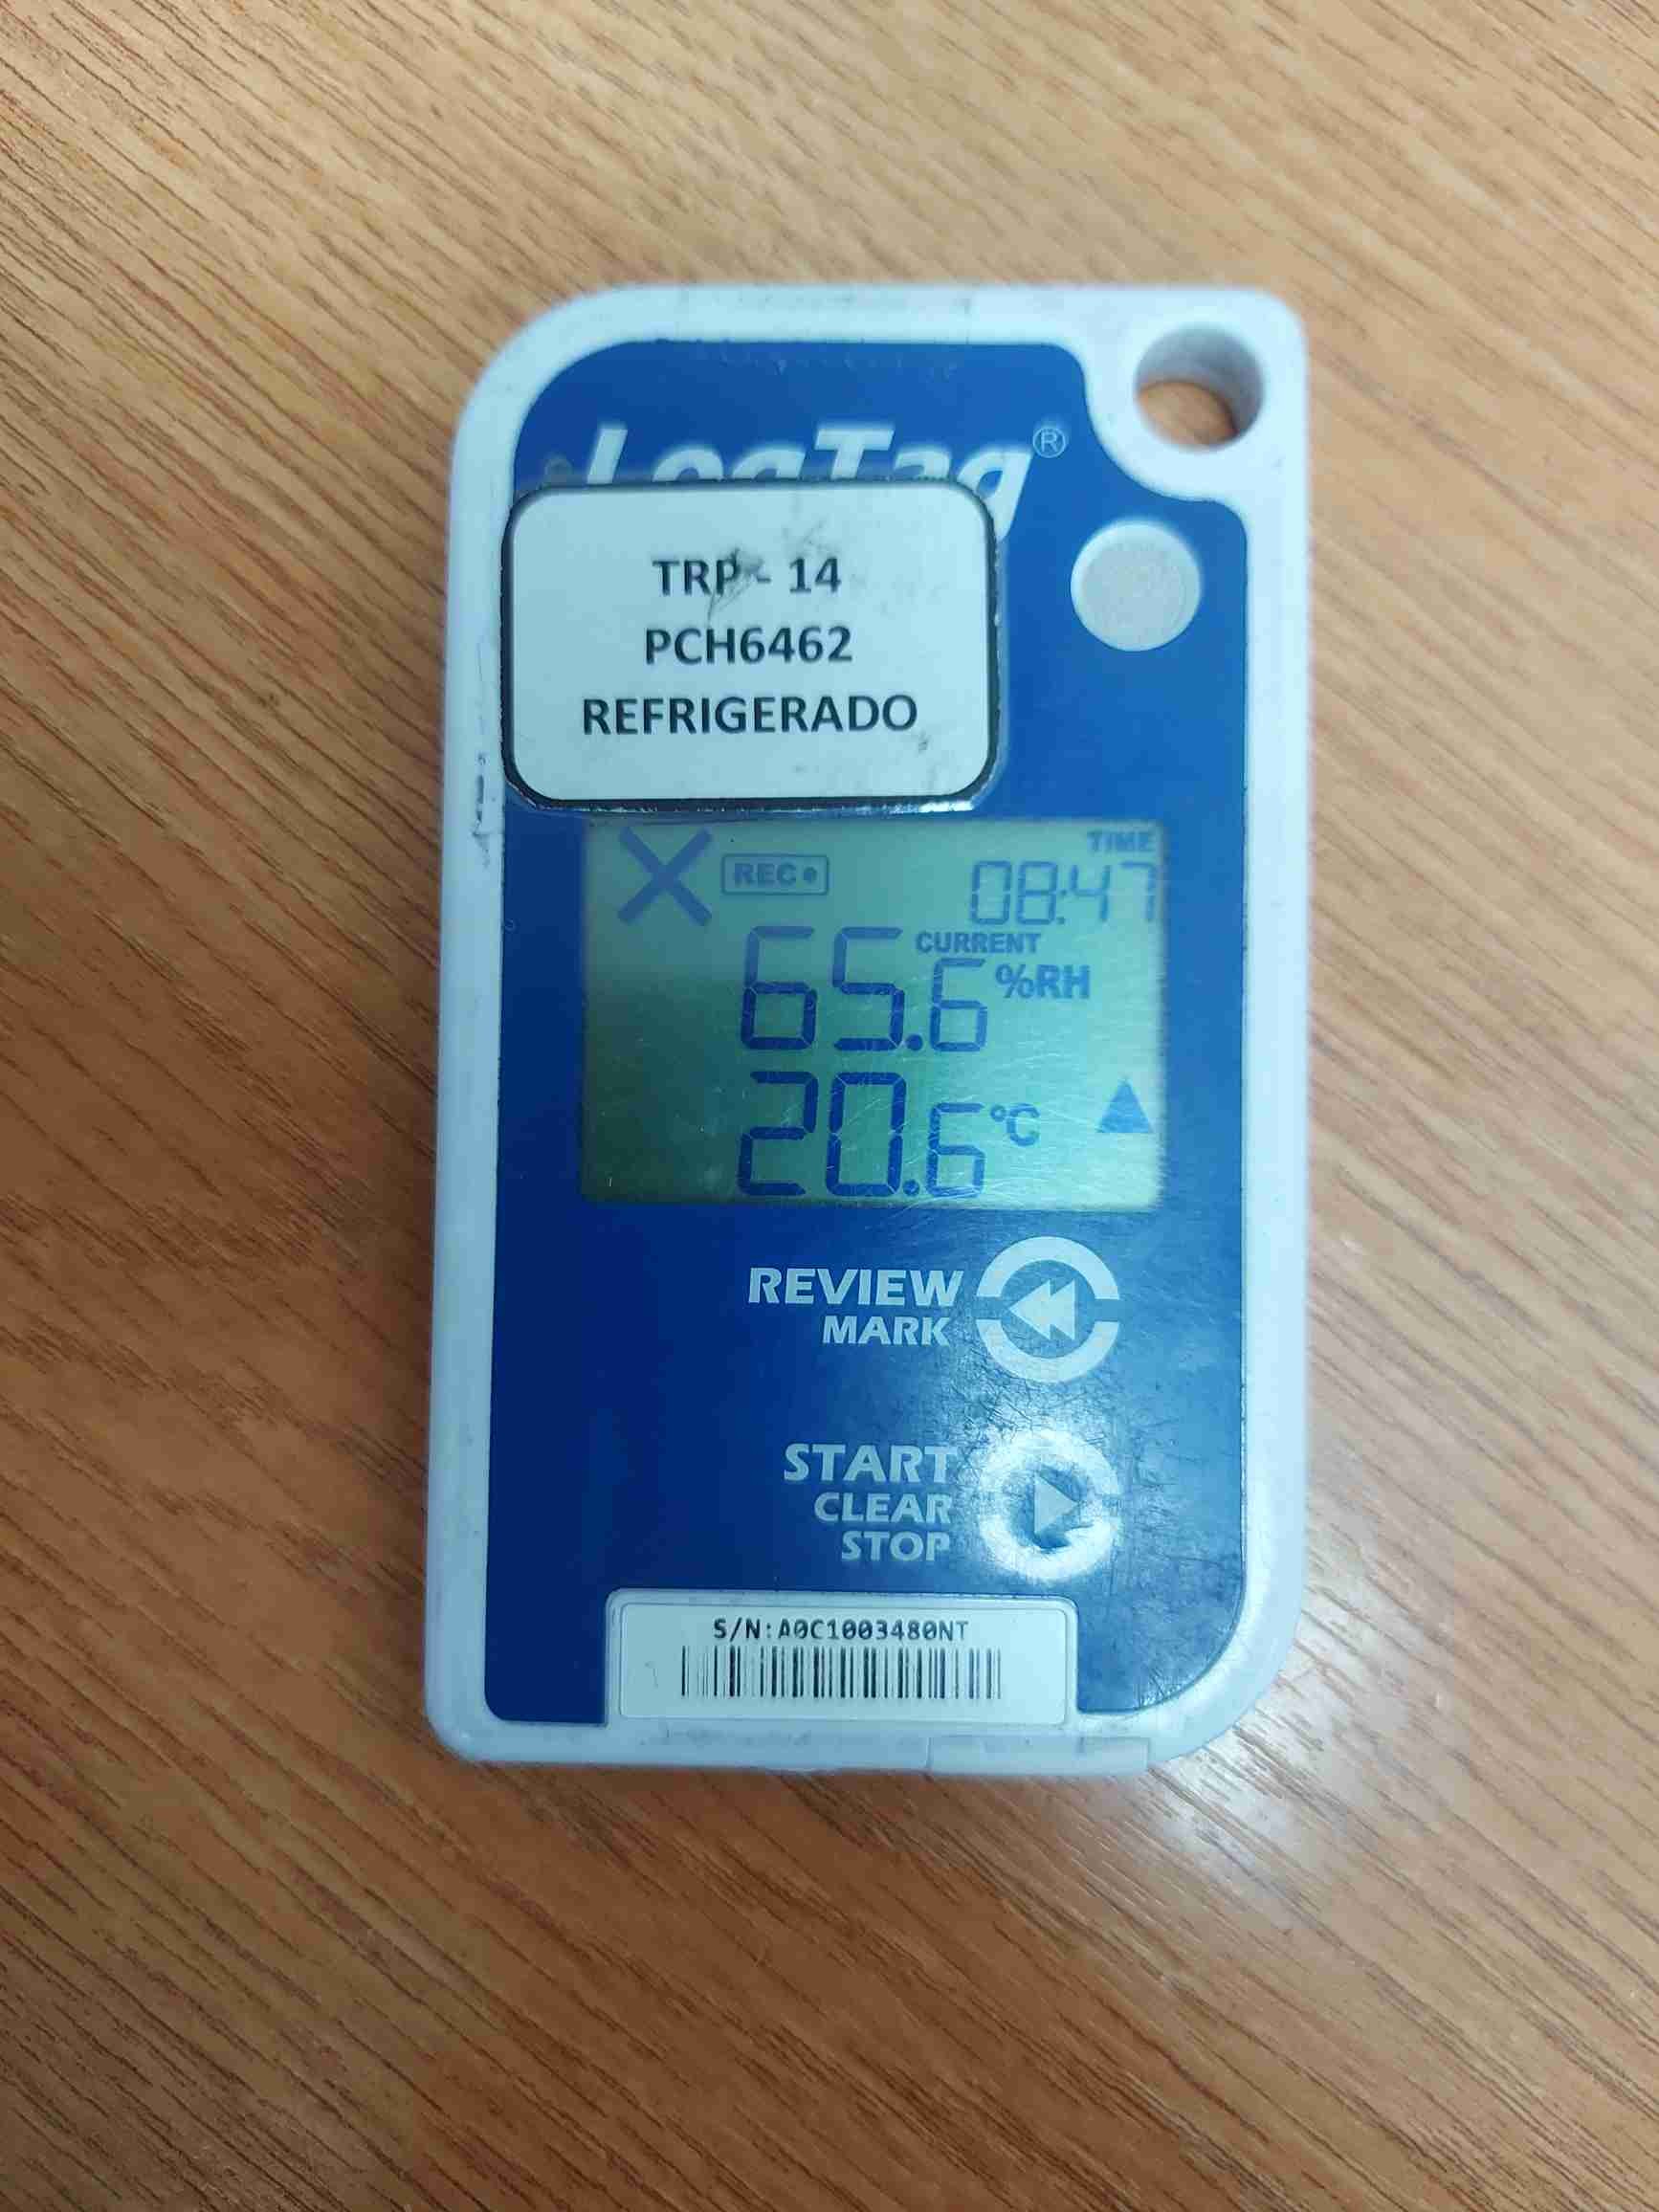 LogTag®
TRP - 14
PCH6462
REFRIGERADO
TIME
REC
08:47
CURRENT
65.6 %RH
20.6 °C
REVIEW
MARK
START
CLEAR
STOP
S/N:A0C1003480NT